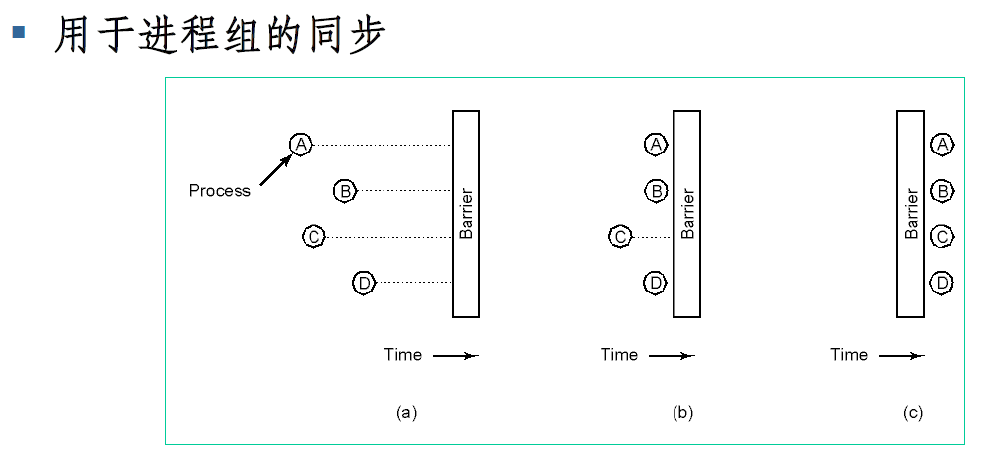 用于进程组的同步
Process
A
B
C
D
Barrier
Time
(a)
A
B
C
D
Barrier
Time
(b)
Barrier
A
B
C
D
Time
(c)